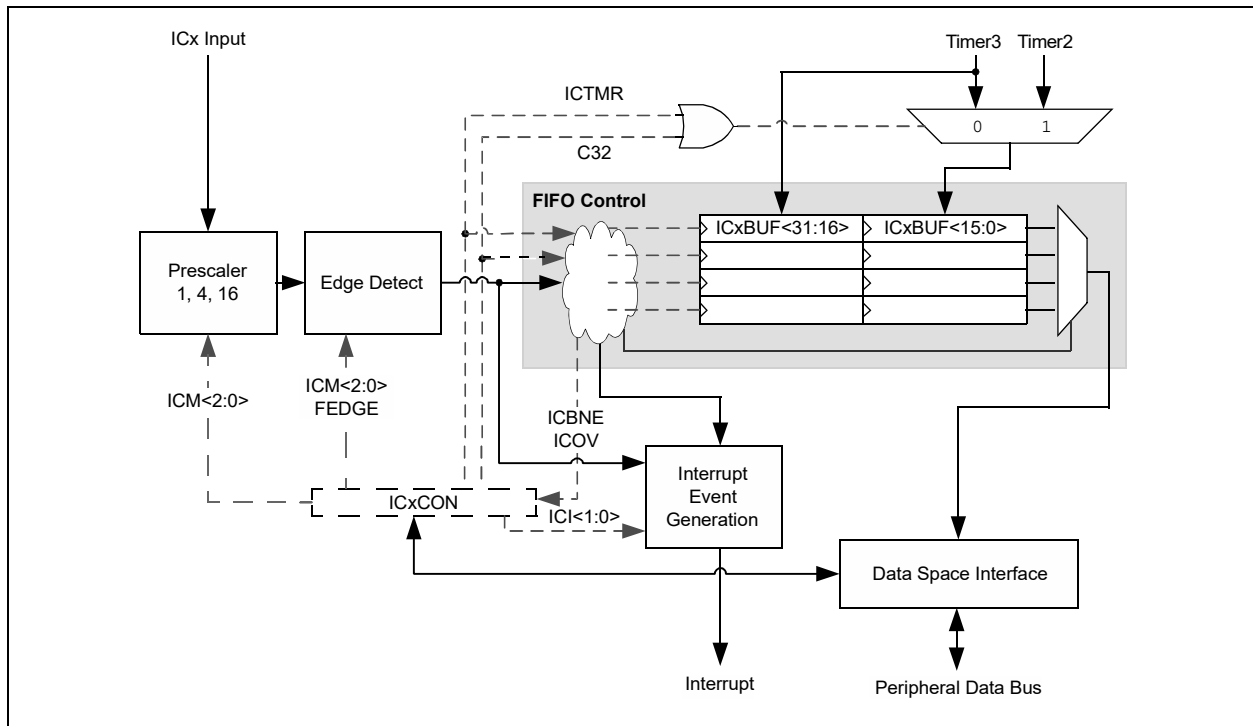 ICx Input
Timer3
Timer2
ICTMR
0
1
C32
FIFO Control
ICxBUF<31:16>
ICxBUF<15:0>
Prescaler
1, 4, 16
Edge Detect
ICM<2:0>
ICM<2:0>
FEDGE
ICBNE
ICOV
Interrupt
Event
Generation
ICxCON
ICI<1:0>
Data Space Interface
Interrupt
Peripheral Data Bus